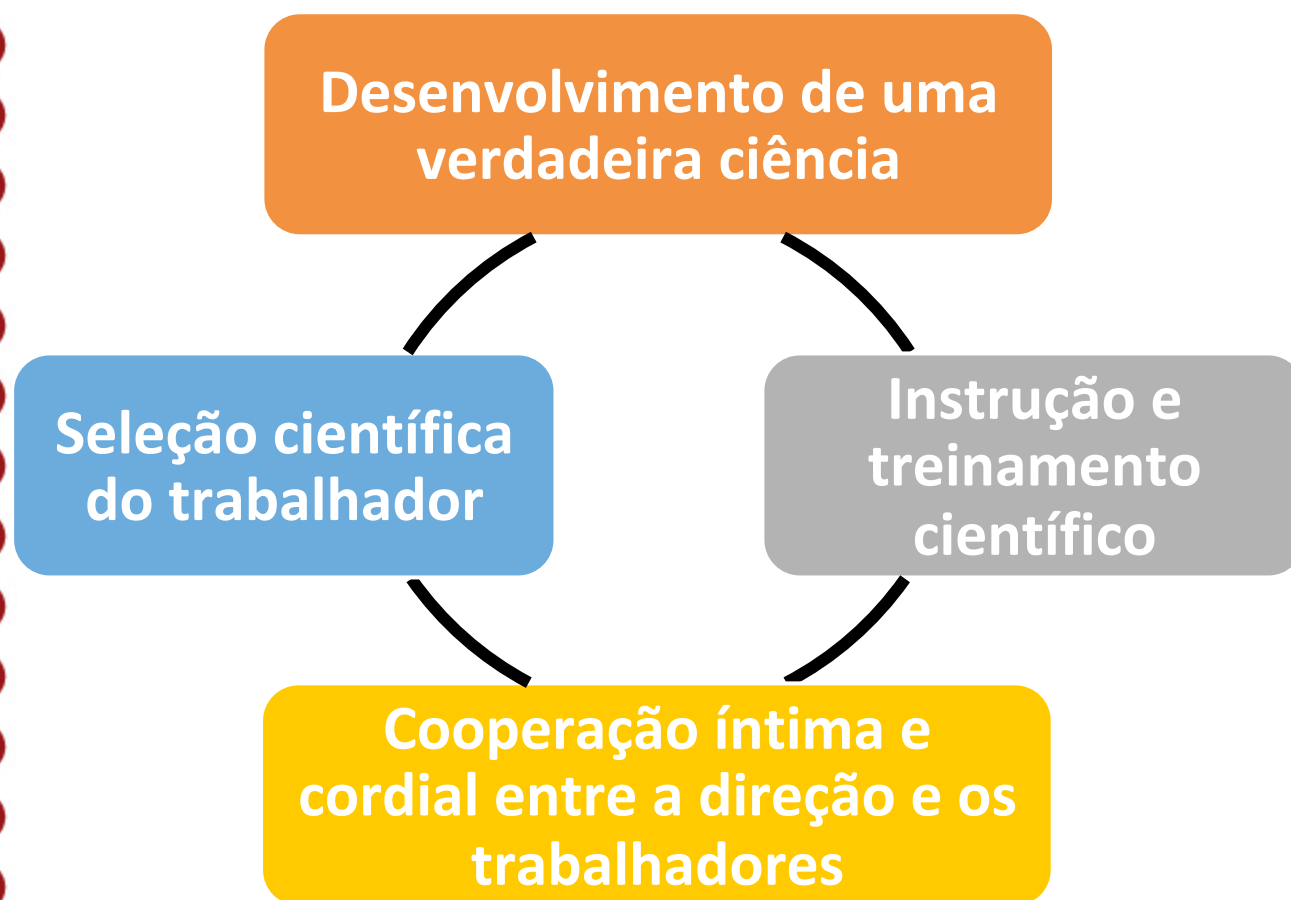 Desenvolvimento de uma
verdadeira ciência
Seleção científica
do trabalhador
Instrução e
treinamento
científico
Cooperação íntima e
cordial entre a direção e os
trabalhadores